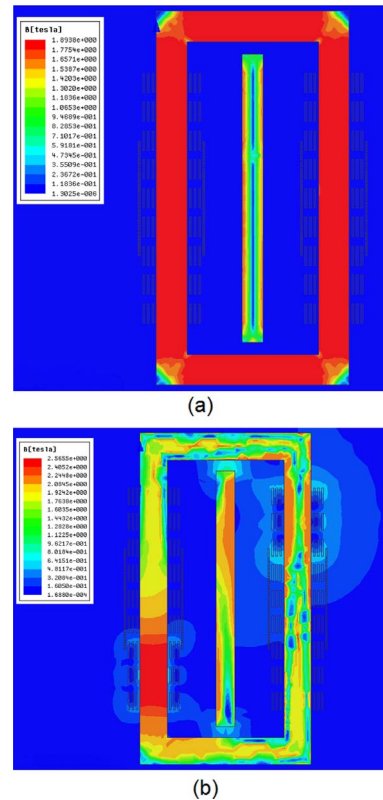 B[tesla]
1.8938e+000
1.7754e+000
1.6571e+000
1.5387e+000
1.4203e+000
1.3020e+000
1.1836e+000
1.0653e+000
9.4689e-001
8.2853e-001
7.1017e-001
5.9181e-001
4.7345e-001
3.5509e-001
2.3672e-001
1.1836e-001
1.3025e-006
(a)
B[tesla]
2.5655e+000
2.4052e+000
2.2448e+000
2.0845e+000
1.9242e+000
1.7638e+000
1.6035e+000
1.4432e+000
1.2828e+000
1.1225e+000
9.6217e-001
8.0184e-001
6.4151e-001
4.8117e-001
3.2084e-001
1.6050e-001
1.6880e-004
(b)